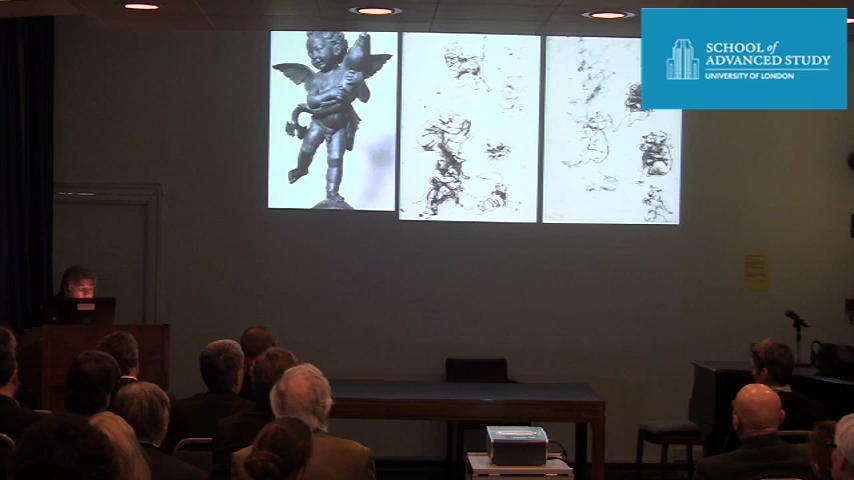 SCHOOL of
ADVANCED STUDY
UNIVERSITY OF LONDON